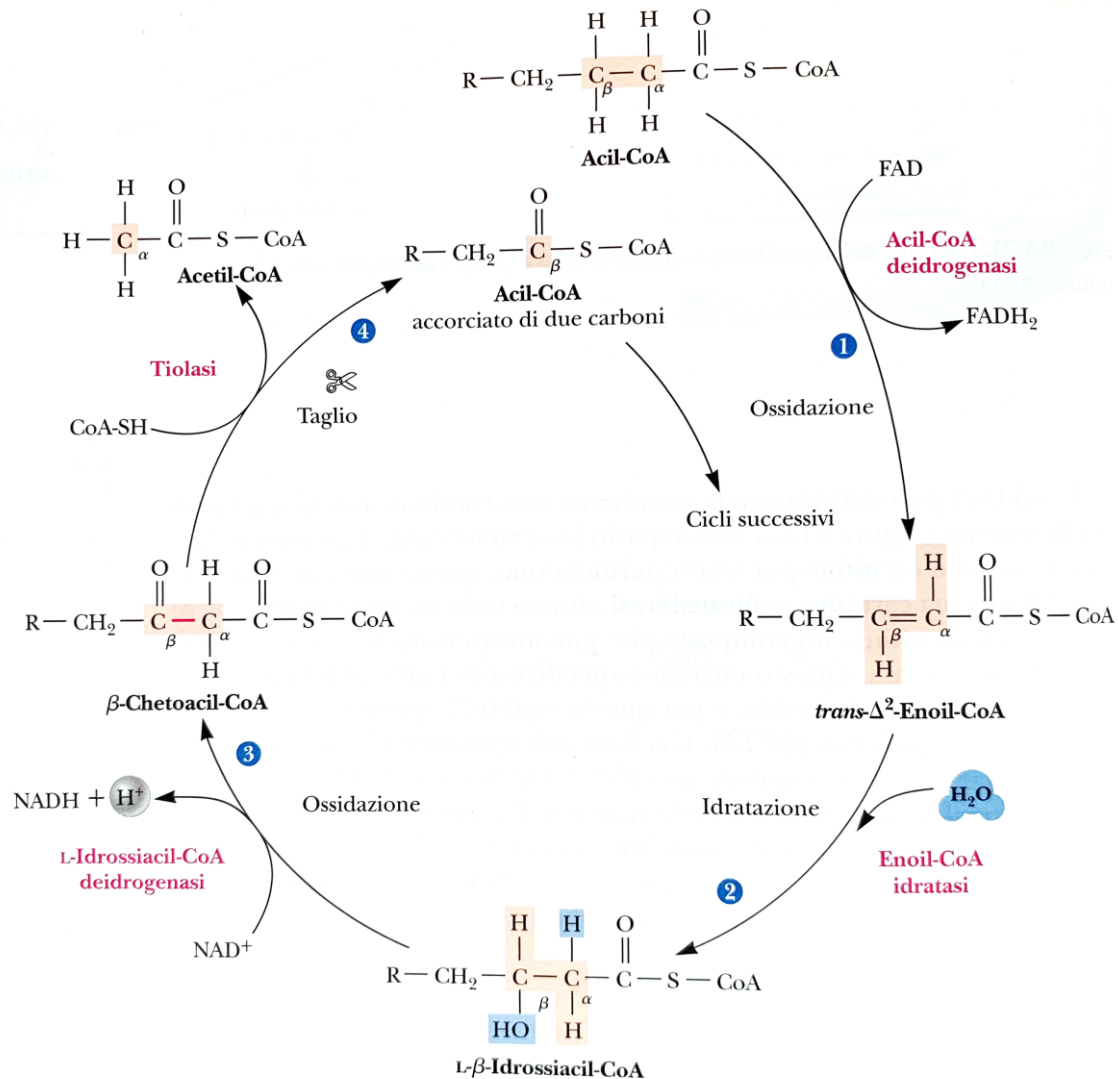 H H O
R—CH₂—C—C—C—S—CoA
β α
H H
Acil-CoA
FAD
Acil-CoA
deidrogenasi
FADH₂
1
Ossidazione
H O
H—C—C—S—CoA
α
H
Acetil-CoA
O
R—CH₂—C—S—CoA
β
Acil-CoA
accorciato di due carboni
4
Tiolasi
Taglio
CoA-SH
Cicli successivi
H O
R—CH₂—C=C—C—S—CoA
β α
H
trans-Δ²-Enoil-CoA
O H O
R—CH₂—C—C—C—S—CoA
β α
H
β-Chetoacil-CoA
3
NADH + H⁺
Ossidazione
L-Idrossiacil-CoA
deidrogenasi
NAD⁺
Idratazione
H₂O
Enoil-CoA
idratasi
2
H H O
R—CH₂—C—C—C—S—CoA
β α
HO H
L-β-Idrossiacil-CoA